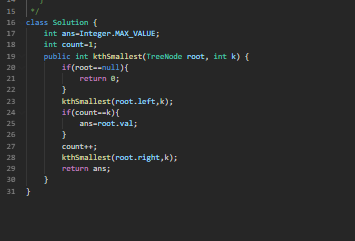 15 */
16 class Solution {
17 int ans=Integer.MAX_VALUE;
18 int count=1;
19 public int kthSmallest(TreeNode root, int k) {
20 if(root==null){
21 return 0;
22 }
23 kthSmallest(root.left,k);
24 if(count==k){
25 ans=root.val;
26 }
27 count++;
28 kthSmallest(root.right,k);
29 return ans;
30 }
31 }